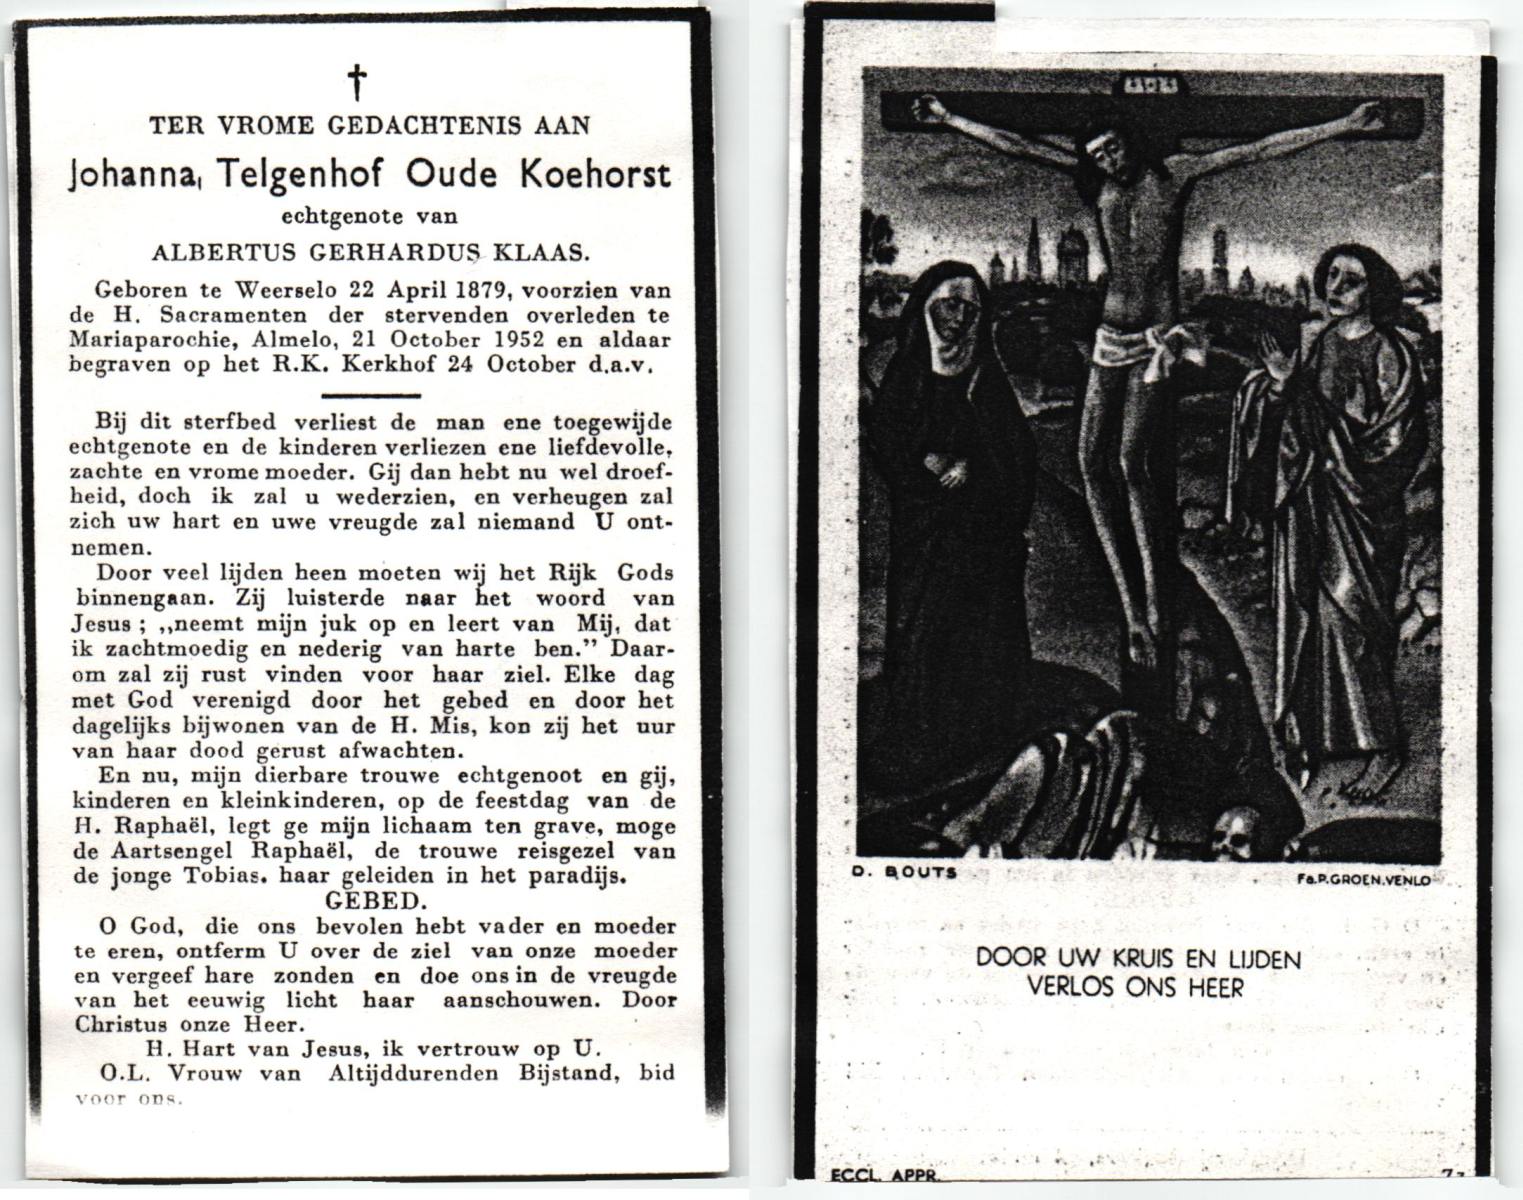 TER VROME GEDACHTENIS AAN
Johanna, Telgenhof Oude Koehorst
echtgenote van
ALBERTUS GERHARDUS KLAAS.
Geboren te Weerselo 22 April 1879, voorzien van
de H. Sacramenten der stervenden overleden te
Mariaparochie, Almelo, 21 October 1952 en aldaar
begraven op het R.K. Kerkhof 24 October d.a.v.
Bij dit sterfbed verliest de man ene toegewijde
echtgenote en de kinderen verliezen ene liefdevolle,
zachte en vrome moeder. Gij dan hebt nu wel droef-
heid, doch ik zal u wederzien, en verheugen zal
zich uw hart en uwe vreugde zal niemand U ont-
nemen.
Door veel lijden heen moeten wij het Rijk Gods
binnengaan. Zij luisterde naar het woord van
Jesus ; „neemt mijn juk op en leert van Mij, dat
ik zachtmoedig en nederig van harte ben.” Daar-
om zal zij rust vinden voor haar ziel. Elke dag
met God verenigd door het gebed en door het
dagelijks bijwonen van de H. Mis, kon zij het uur
van haar dood gerust afwachten.
En nu, mijn dierbare trouwe echtgenoot en gij,
kinderen en kleinkinderen, op de feestdag van de
H. Raphaël, legt ge mijn lichaam ten grave, moge
de Aartsengel Raphaël, de trouwe reisgezel van
de jonge Tobias. haar geleiden in het paradijs.
GEBED.
O God, die ons bevolen hebt vader en moeder
te eren, ontferm U over de ziel van onze moeder
en vergeef hare zonden en doe ons in de vreugde
van het eeuwig licht haar aanschouwen. Door
Christus onze Heer.
H. Hart van Jesus, ik vertrouw op U.
O.L. Vrouw van Altijddurenden Bijstand, bid
voor ons.
D. BOUTS
Fa.P.GROEN.VENLO
DOOR UW KRUIS EN LIJDEN
VERLOS ONS HEER
ECCL. APPR.